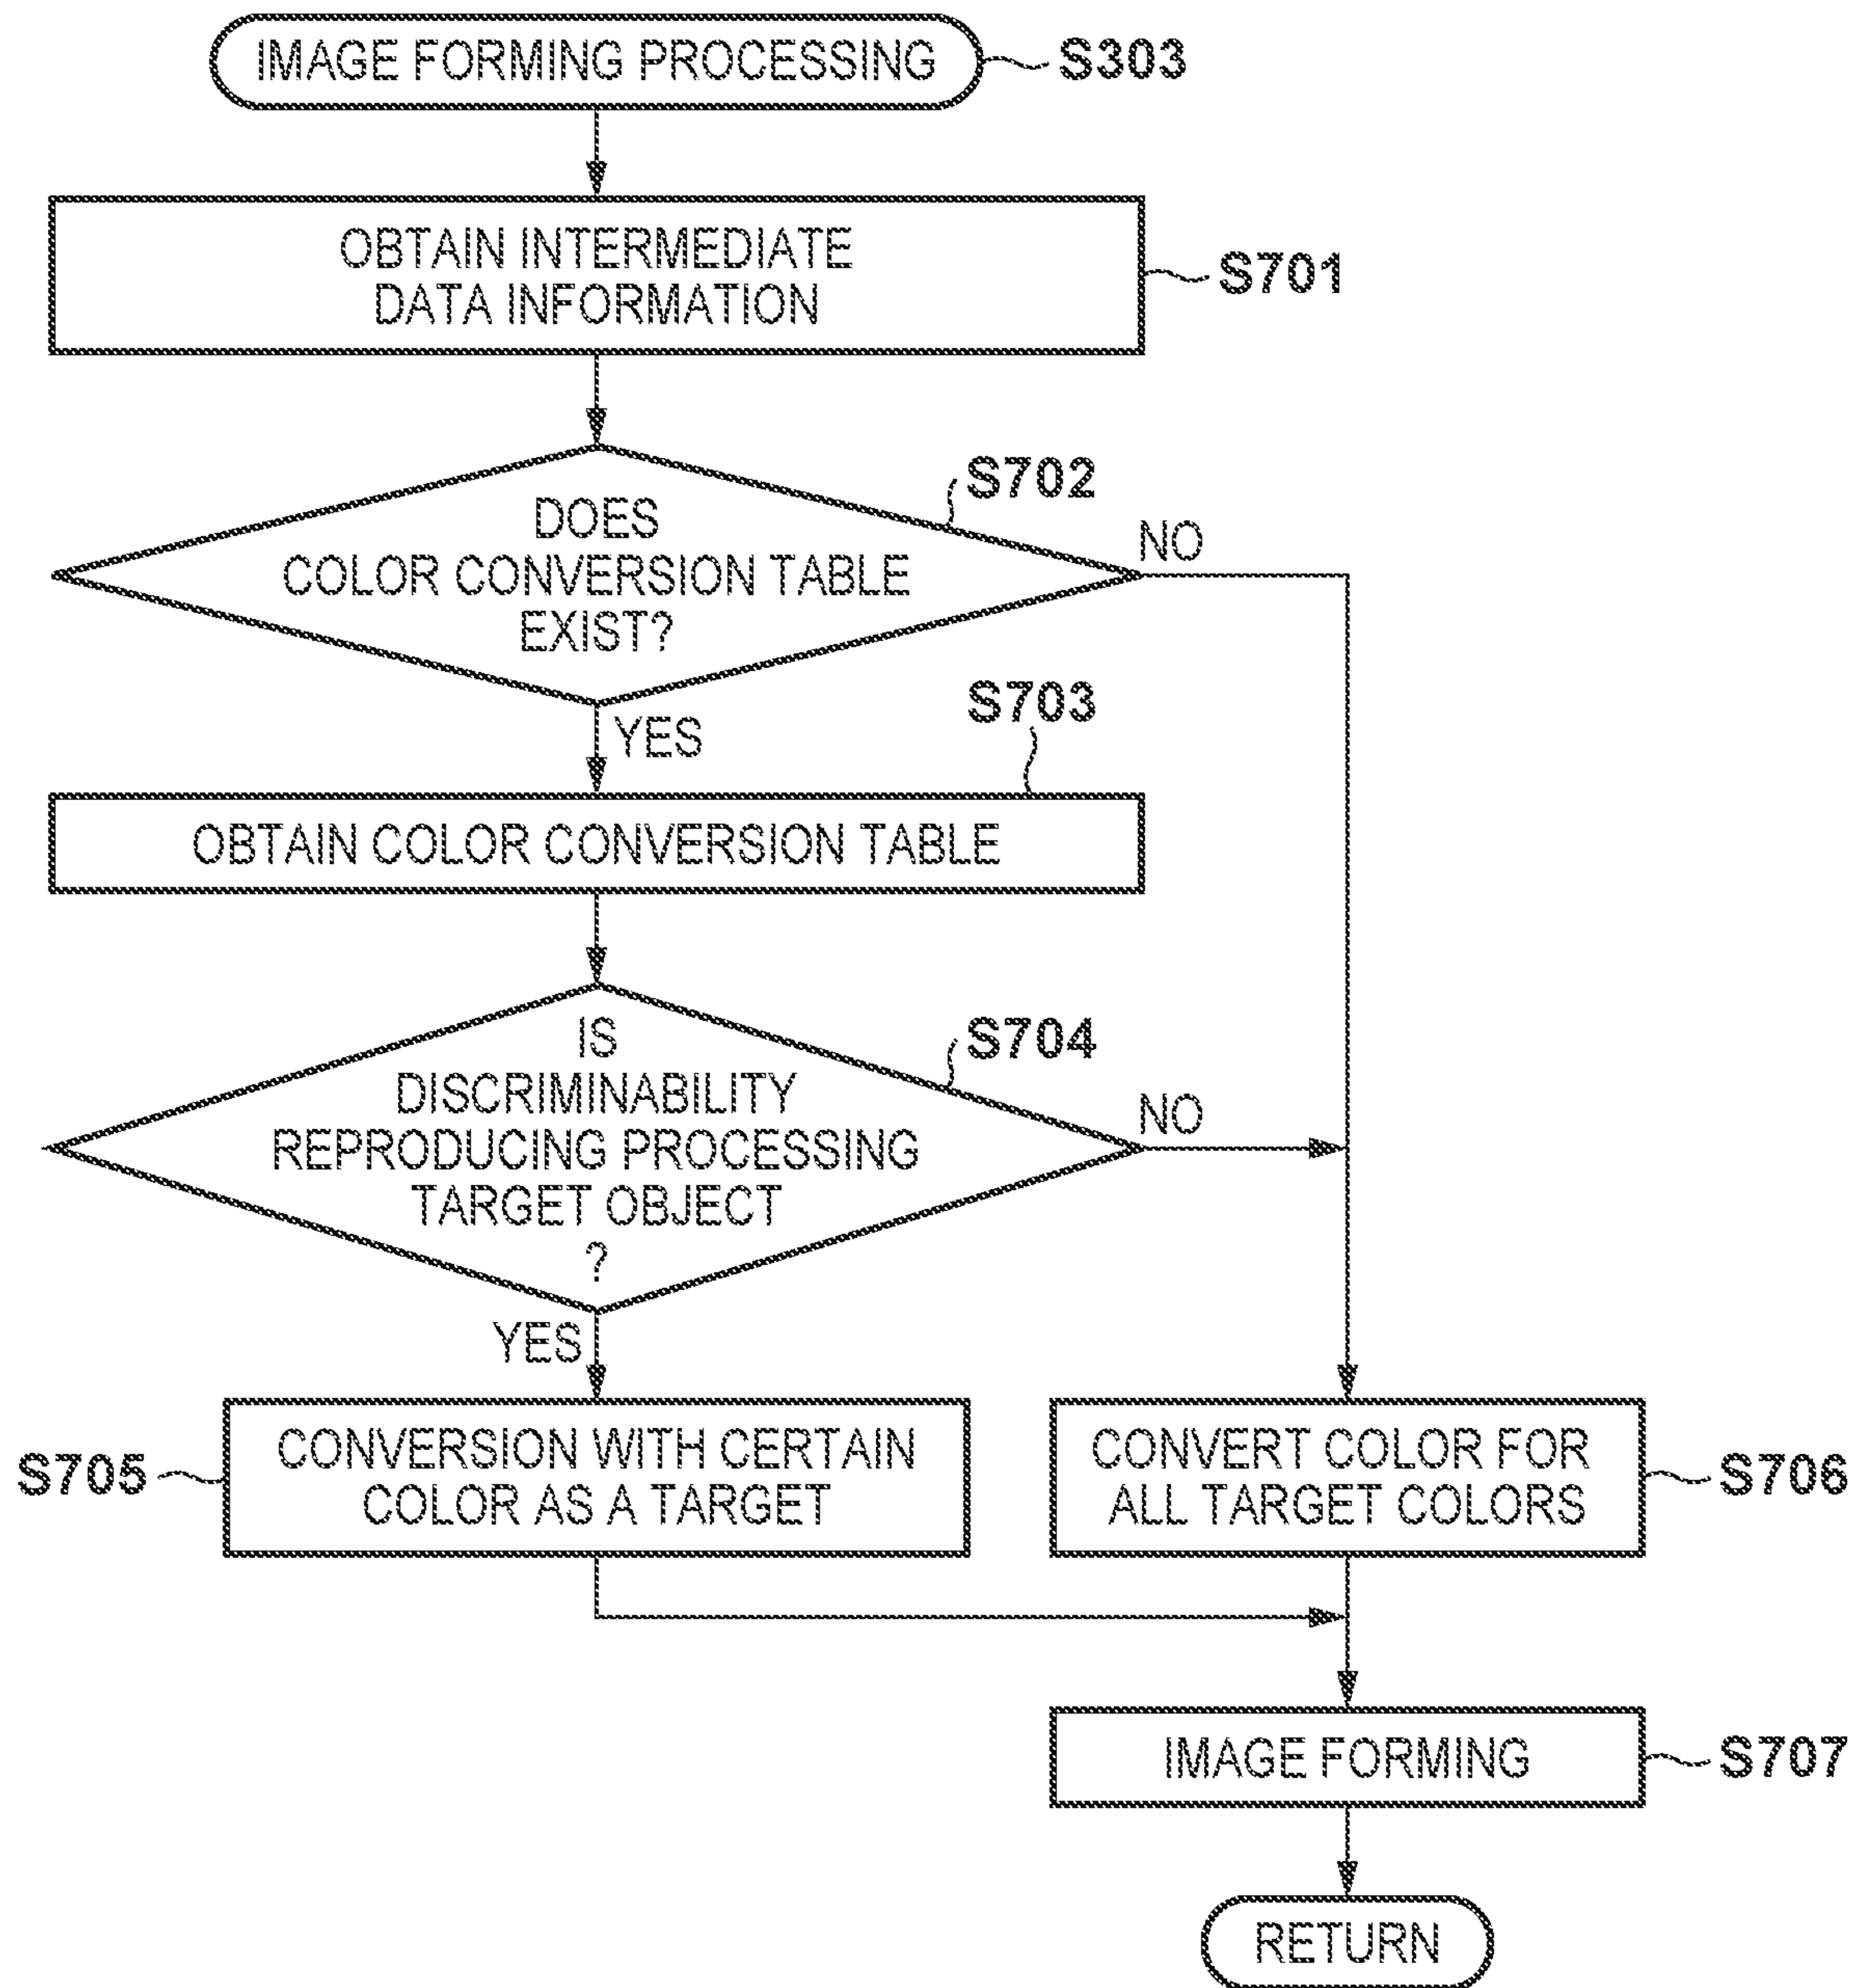 IMAGE FORMING PROCESSING
S303
OBTAIN INTERMEDIATE
DATA INFORMATION
S701
S702
DOES
COLOR CONVERSION TABLE
EXIST?
NO
YES
S703
OBTAIN COLOR CONVERSION TABLE
S704
IS
DISCRIMINABILITY
REPRODUCING PROCESSING
TARGET OBJECT
?
NO
YES
S705
CONVERSION WITH CERTAIN
COLOR AS A TARGET
CONVERT COLOR FOR
ALL TARGET COLORS
S706
IMAGE FORMING
S707
RETURN